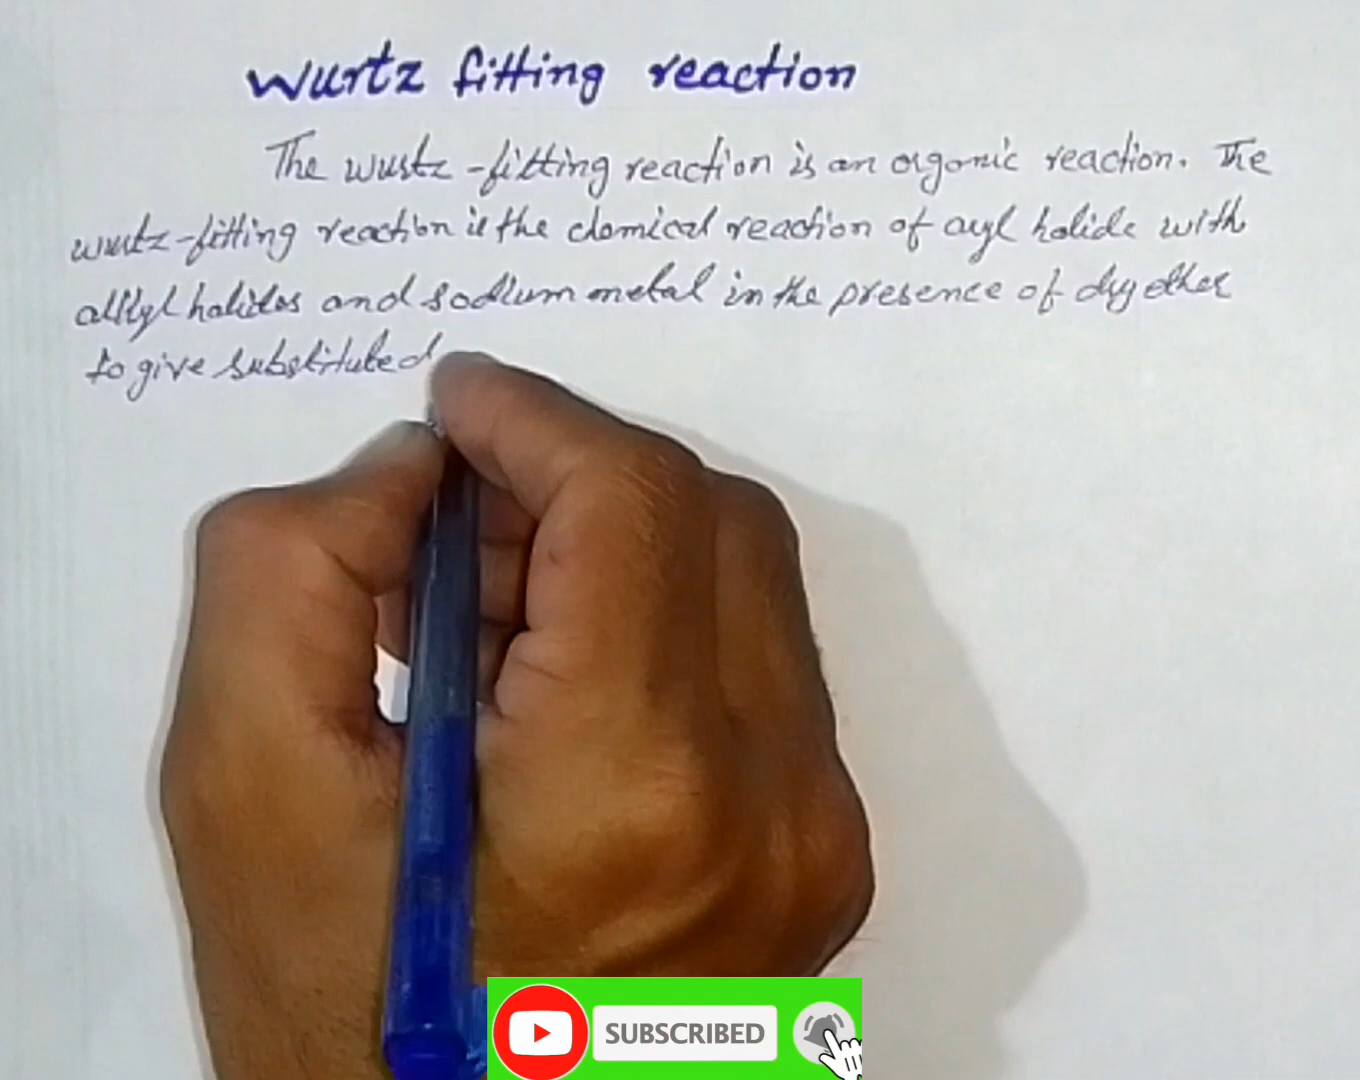 Wurtz fitting reaction
The wurtz-fitting reaction is an organic reaction. The
wurtz-fitting reaction is the chemical reaction of aryl halide with
alkyl halides and sodium metal in the presence of dry ether
to give substituted
SUBSCRIBED